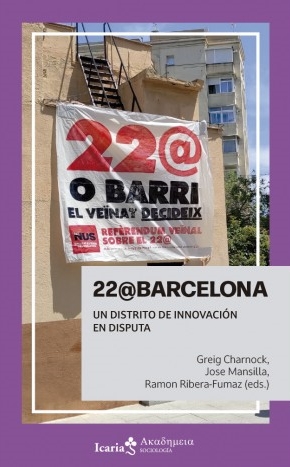 22@
O BARRI
EL VEÏNAT DECIDEIX
REFERÈNDUM VEÏNAL
SOBRE EL 22@
22@BARCELONA
UN DISTRITO DE INNOVACIÓN
EN DISPUTA
Greig Charnock,
Jose Mansilla,
Ramon Ribera-Fumaz (eds.)
Icaria Ακαδημεια
SOCIOLOGÍA